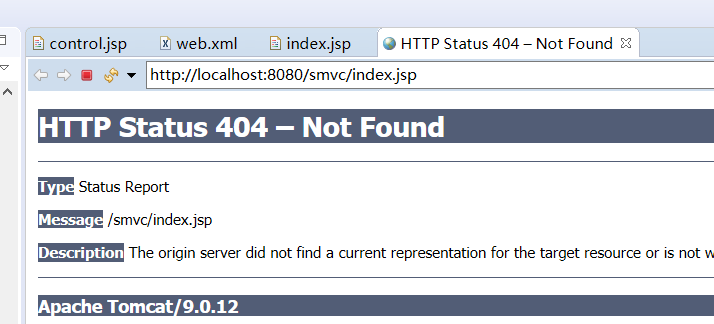 control.jsp web.xml index.jsp HTTP Status 404 – Not Found
http://localhost:8080/smvc/index.jsp
HTTP Status 404 – Not Found
Type Status Report
Message /smvc/index.jsp
Description The origin server did not find a current representation for the target resource or is not w
Apache Tomcat/9.0.12